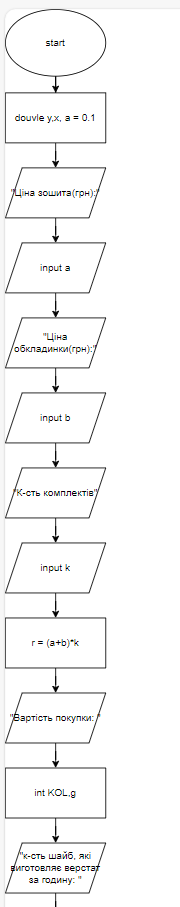 start
douvle y,x, a = 0.1
"Ціна зошита(грн):"
input a
"Ціна
обкладинки(грн):"
input b
"К-сть комплектів"
input k
r = (a+b)*k
"Вартість покупки: "
int KOL,g
"к-сть шайб, які
виготовляє верстат
за годину: "